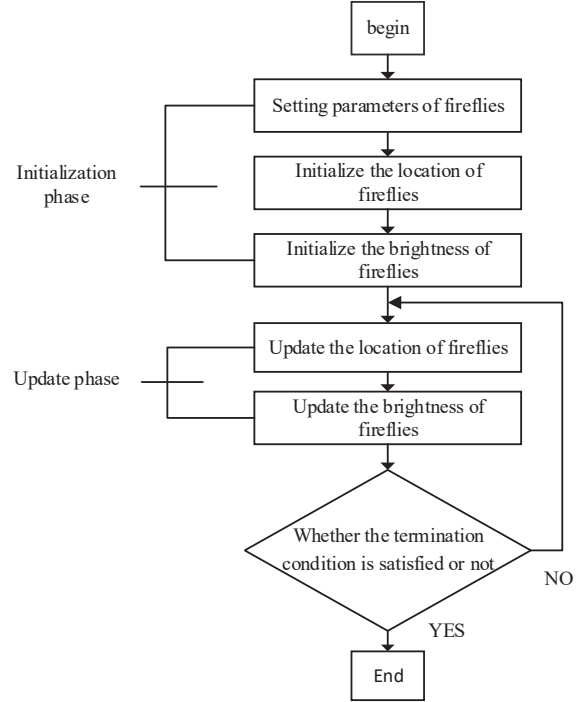 begin
Setting parameters of fireflies
Initialization
phase
Initialize the location of
fireflies
Initialize the brightness of
fireflies
Update the location of fireflies
Update phase
Update the brightness of
fireflies
Whether the termination
condition is satisfied or not
NO
YES
End